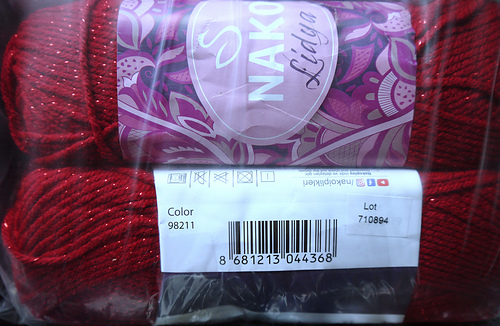 NAKO
Lidya
/nakoiplikleri
Color
98211
Lot
710894
8 681213 044368